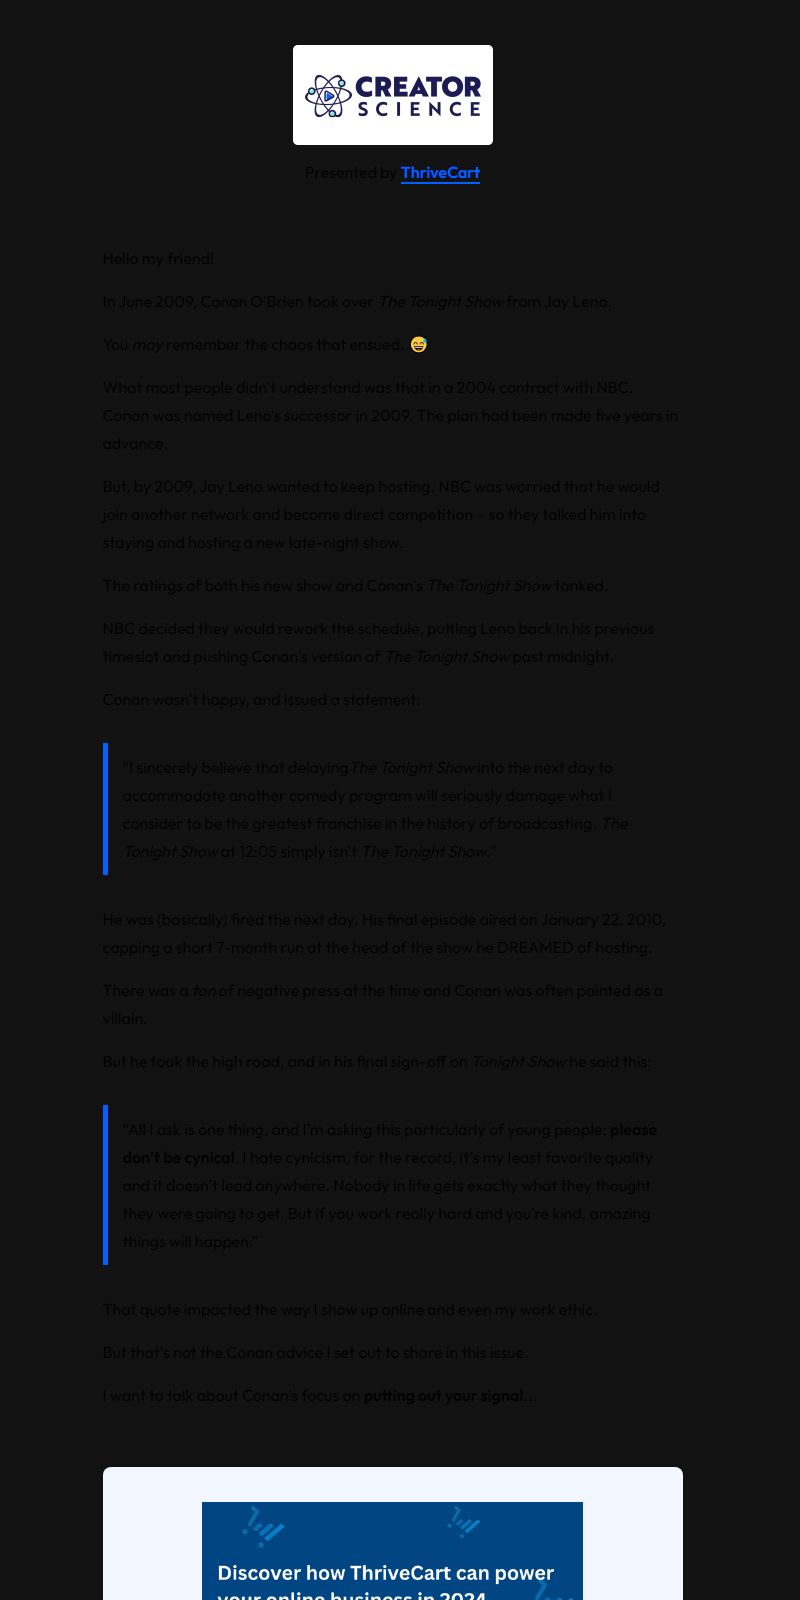 CREATOR
SCIENCE
Presented by ThriveCart
Hello my friend!
In June 2009, Conan O'Brien took over The Tonight Show from Jay Leno.
You may remember the chaos that ensued. 😅
What most people didn't understand was that in a 2004 contract with NBC,
Conan was named Leno's successor in 2009. The plan had been made five years in
advance.
But, by 2009, Jay Leno wanted to keep hosting. NBC was worried that he would
join another network and become direct competition – so they talked him into
staying and hosting a new late-night show.
The ratings of both his new show and Conan's The Tonight Show tanked.
NBC decided they would rework the schedule, putting Leno back in his previous
timeslot and pushing Conan's version of The Tonight Show past midnight.
Conan wasn't happy, and issued a statement:
"I sincerely believe that delaying The Tonight Show into the next day to
accommodate another comedy program will seriously damage what I
consider to be the greatest franchise in the history of broadcasting. The
Tonight Show at 12:05 simply isn't The Tonight Show."
He was (basically) fired the next day. His final episode aired on January 22, 2010,
capping a short 7-month run at the head of the show he DREAMED of hosting.
There was a ton of negative press at the time and Conan was often painted as a
villain.
But he took the high road, and in his final sign-off on Tonight Show he said this:
“All I ask is one thing, and I’m asking this particularly of young people: please
don’t be cynical. I hate cynicism, for the record, it’s my least favorite quality
and it doesn’t lead anywhere. Nobody in life gets exactly what they thought
they were going to get. But if you work really hard and you’re kind, amazing
things will happen.”
That quote impacted the way I show up online and even my work ethic.
But that's not the Conan advice I set out to share in this issue.
I want to talk about Conan's focus on putting out your signal...
Discover how ThriveCart can power
your online business in 2024